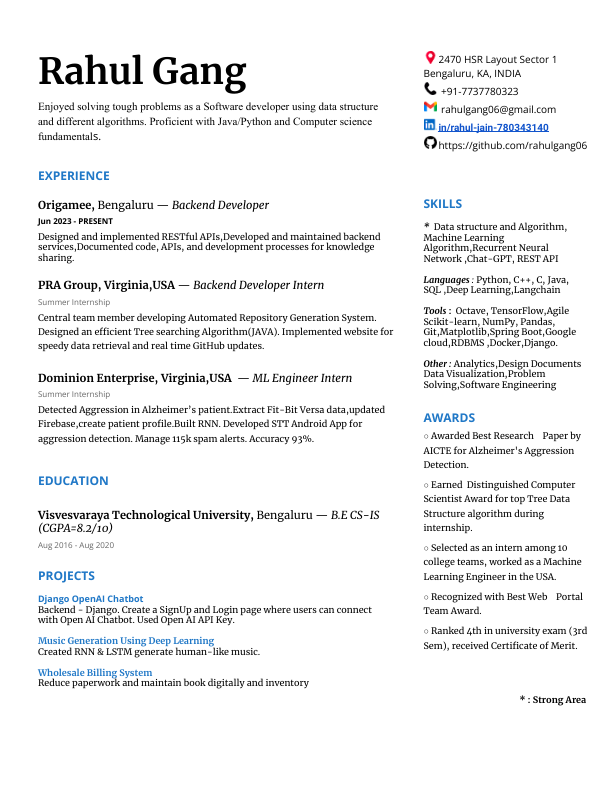 Rahul Gang
Enjoyed solving tough problems as a Software developer using data structure
and different algorithms. Proficient with Java/Python and Computer science
fundamentals.
EXPERIENCE
Origamee, Bengaluru — Backend Developer
Jun 2023 - PRESENT
Designed and implemented RESTful APIs,Developed and maintained backend
services,Documented code, APIs, and development processes for knowledge
sharing.
PRA Group, Virginia,USA — Backend Developer Intern
Summer Internship
Central team member developing Automated Repository Generation System.
Designed an efficient Tree searching Algorithm(JAVA). Implemented website for
speedy data retrieval and real time GitHub updates.
Dominion Enterprise, Virginia,USA — ML Engineer Intern
Summer Internship
Detected Aggression in Alzheimer's patient.Extract Fit-Bit Versa data,updated
Firebase,create patient profile.Built RNN. Developed STT Android App for
aggression detection. Manage 115k spam alerts. Accuracy 93%.
EDUCATION
Visvesvaraya Technological University, Bengaluru — B.E CS-IS
(CGPA=8.2/10)
Aug 2016 - Aug 2020
PROJECTS
Django OpenAI Chatbot
Backend - Django. Create a SignUp and Login page where users can connect
with Open AI Chatbot. Used Open AI API Key.
Music Generation Using Deep Learning
Created RNN & LSTM generate human-like music.
Wholesale Billing System
Reduce paperwork and maintain book digitally and inventory
2470 HSR Layout Sector 1
Bengaluru, KA, INDIA
+91-7737780323
rahulgang06@gmail.com
in/rahul-jain-780343140
https://github.com/rahulgang06
SKILLS
* Data structure and Algorithm,
Machine Learning
Algorithm,Recurrent Neural
Network ,Chat-GPT, REST API
Languages : Python, C++, C, Java,
SQL ,Deep Learning,Langchain
Tools : Octave, TensorFlow,Agile
Scikit-learn, NumPy, Pandas,
Git,Matplotlib,Spring Boot,Google
cloud,RDBMS ,Docker,Django.
Other : Analytics,Design Documents
Data Visualization,Problem
Solving,Software Engineering
AWARDS
○ Awarded Best Research Paper by
AICTE for Alzheimer's Aggression
Detection.
○ Earned Distinguished Computer
Scientist Award for top Tree Data
Structure algorithm during
internship.
○ Selected as an intern among 10
college teams, worked as a Machine
Learning Engineer in the USA.
○ Recognized with Best Web Portal
Team Award.
○ Ranked 4th in university exam (3rd
Sem), received Certificate of Merit.
* : Strong Area